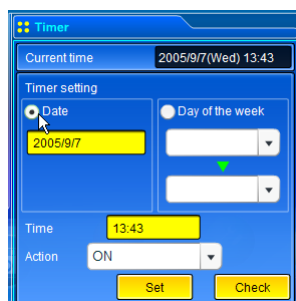 Timer
Current time 2005/9/7(Wed) 13:43
Timer setting
Date Day of the week
2005/9/7
Time 13:43
Action ON
Set Check